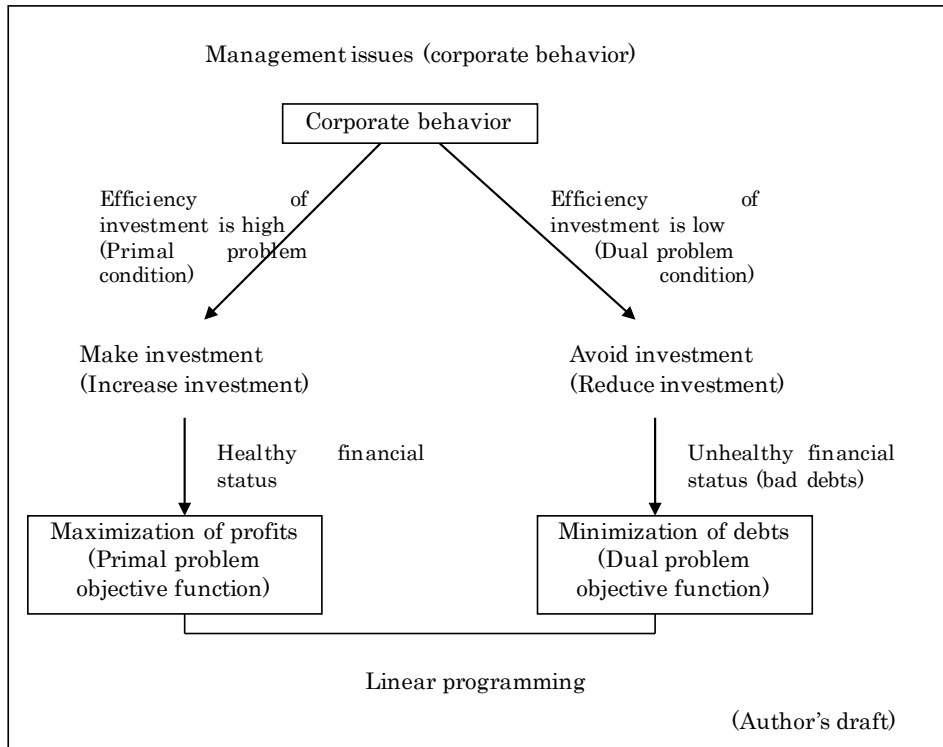 Management issues (corporate behavior)
Corporate behavior
Efficiency of
investment is high
(Primal problem
condition)
Efficiency of
investment is low
(Dual problem
condition)
Make investment
(Increase investment)
Avoid investment
(Reduce investment)
Healthy financial
status
Unhealthy financial
status (bad debts)
Maximization of profits
(Primal problem
objective function)
Minimization of debts
(Dual problem
objective function)
Linear programming
(Author's draft)